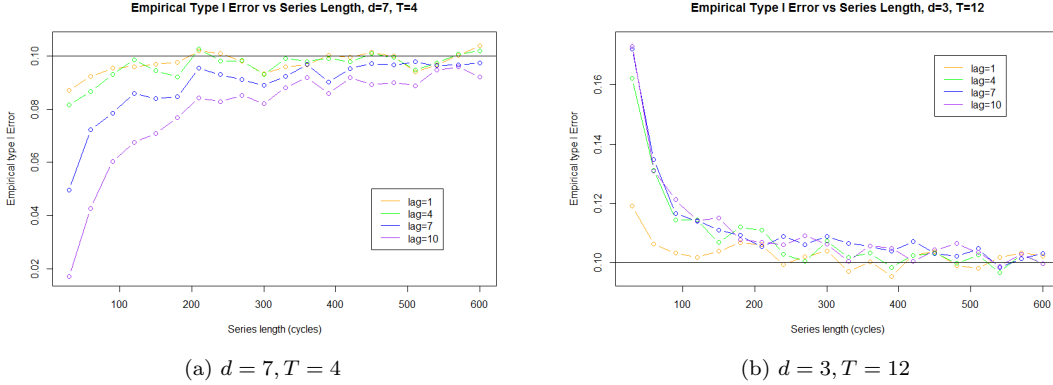 Empirical Type I Error vs Series Length, d=7, T=4
Empirical type I Error
0.10
0.08
0.06
0.04
0.02
lag=1
lag=4
lag=7
lag=10
100
200
300
400
500
600
Series length (cycles)
(a) d = 7, T = 4
Empirical Type I Error vs Series Length, d=3, T=12
Empirical type I Error
0.16
0.14
0.12
0.10
lag=1
lag=4
lag=7
lag=10
100
200
300
400
500
600
Series length (cycles)
(b) d = 3, T = 12